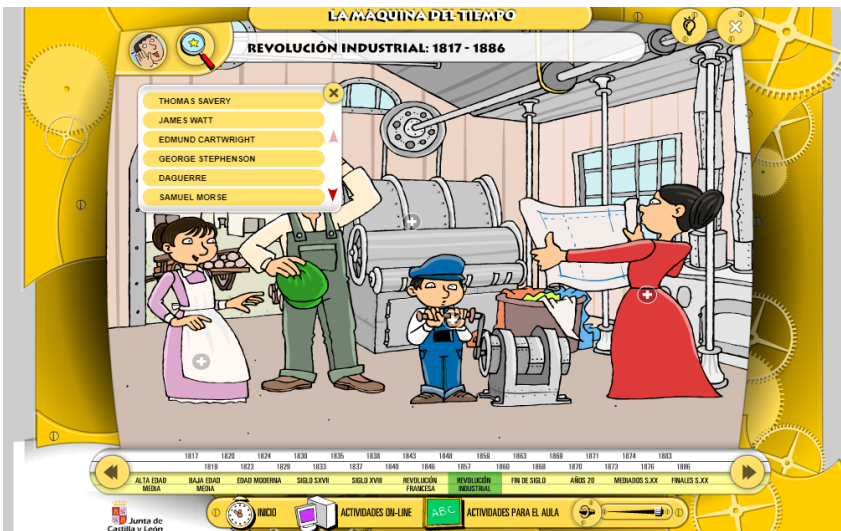 LA MÁQUINA DEL TIEMPO
REVOLUCIÓN INDUSTRIAL: 1817 - 1886
THOMAS SAVERY
JAMES WATT
EDMUND CARTWRIGHT
GEORGE STEPHENSON
DAGUERRE
SAMUEL MORSE
1817 1820 1824 1830 1835 1838 1843 1848 1859 1863 1869 1871 1874 1883
1819 1823 1829 1833 1837 1840 1846 1857 1860 1868 1870 1873 1876 1886
ALTA EDAD MEDIA
BAJA EDAD MEDIA
EDAD MODERNA
SIGLO SXVII
SIGLO XVIII
REVOLUCIÓN FRANCESA
REVOLUCIÓN INDUSTRIAL
FIN DE SIGLO
AÑOS 20
MEDIADOS S.XX
FINALES S.XX
Junta de
Castilla y León
INICIO
ACTIVIDADES ON-LINE
ABC
ACTIVIDADES PARA EL AULA